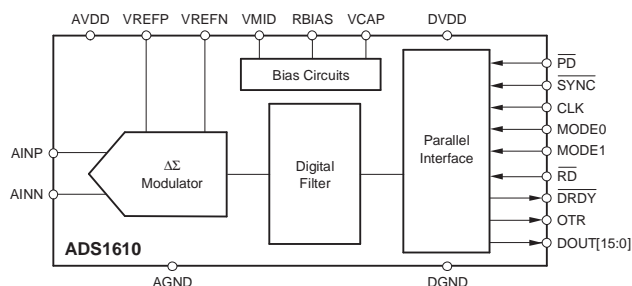 AVDD VREFP VREFN VMID RBIAS VCAP DVDD
Bias Circuits
PD
SYNC
CLK
MODE0
MODE1
RD
DRDY
OTR
DOUT[15:0]
AINP
AINN
ΔΣ
Modulator
Digital
Filter
Parallel
Interface
ADS1610
AGND DGND